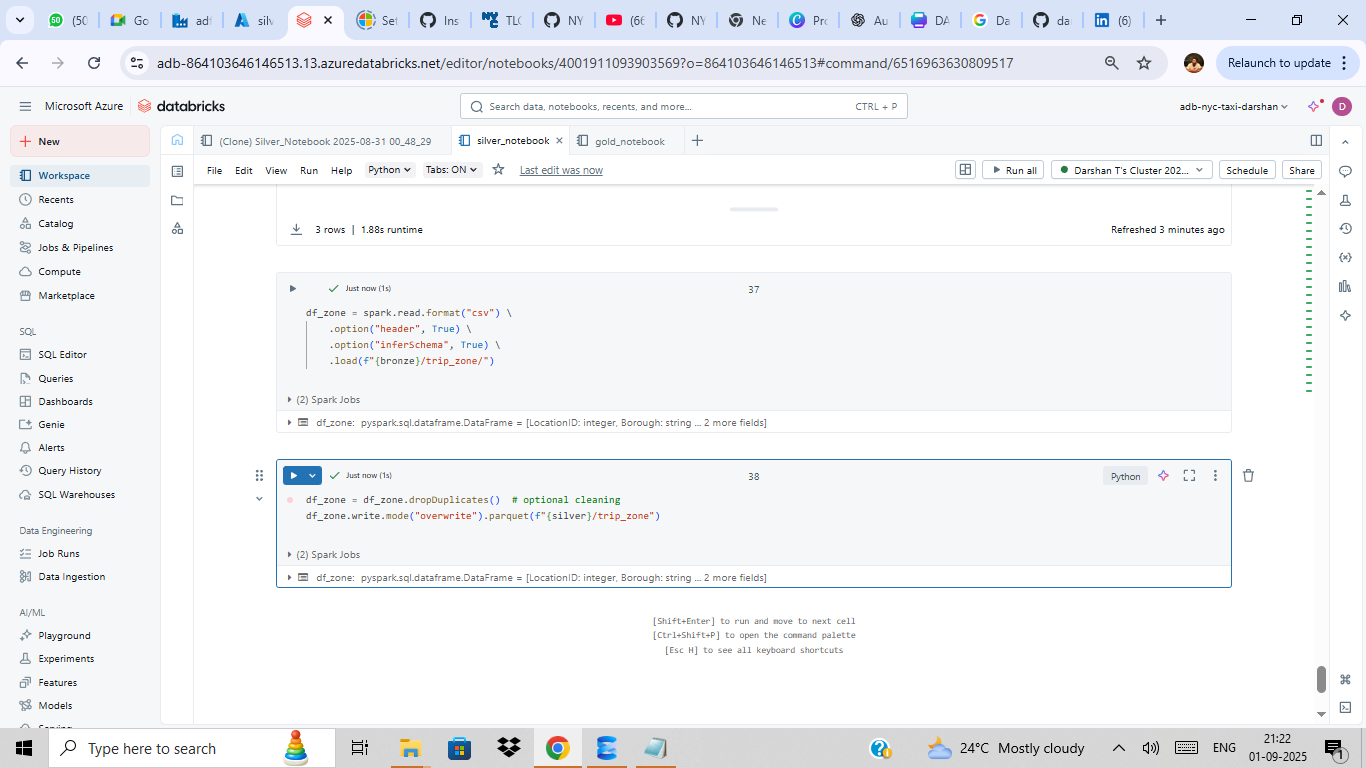 (50
Go
adf
silv
Set
Ins
TLC
NY
(66
NY
Ne
Pro
Au
DA
Da
da
(6)
adb-864103646146513.13.azuredatabricks.net/editor/notebooks/4001911093903569?o=864103646146513#command/6516963630809517
Relaunch to update
Microsoft Azure
databricks
Search data, notebooks, recents, and more...
CTRL + P
adb-nyc-taxi-darshan
D
New
Workspace
Recents
Catalog
Jobs & Pipelines
Compute
Marketplace
SQL
SQL Editor
Queries
Dashboards
Genie
Alerts
Query History
SQL Warehouses
Data Engineering
Job Runs
Data Ingestion
AI/ML
Playground
Experiments
Features
Models
(Clone) Silver_Notebook 2025-08-31 00_48_29
silver_notebook
gold_notebook
File Edit View Run Help Python Tabs: ON Last edit was now
Run all
Darshan T's Cluster 202...
Schedule
Share
3 rows | 1.88s runtime
Refreshed 3 minutes ago
Just now (1s)
37
df_zone = spark.read.format("csv") \
.option("header", True) \
.option("inferSchema", True) \
.load(f"{bronze}/trip_zone/")
(2) Spark Jobs
df_zone: pyspark.sql.dataframe.DataFrame = [LocationID: integer, Borough: string ... 2 more fields]
Just now (1s)
38
Python
df_zone = df_zone.dropDuplicates()  # optional cleaning
df_zone.write.mode("overwrite").parquet(f"{silver}/trip_zone")
(2) Spark Jobs
df_zone: pyspark.sql.dataframe.DataFrame = [LocationID: integer, Borough: string ... 2 more fields]
[Shift+Enter] to run and move to next cell
[Ctrl+Shift+P] to open the command palette
[Esc H] to see all keyboard shortcuts
Type here to search
24°C Mostly cloudy
ENG
21:22
01-09-2025
1